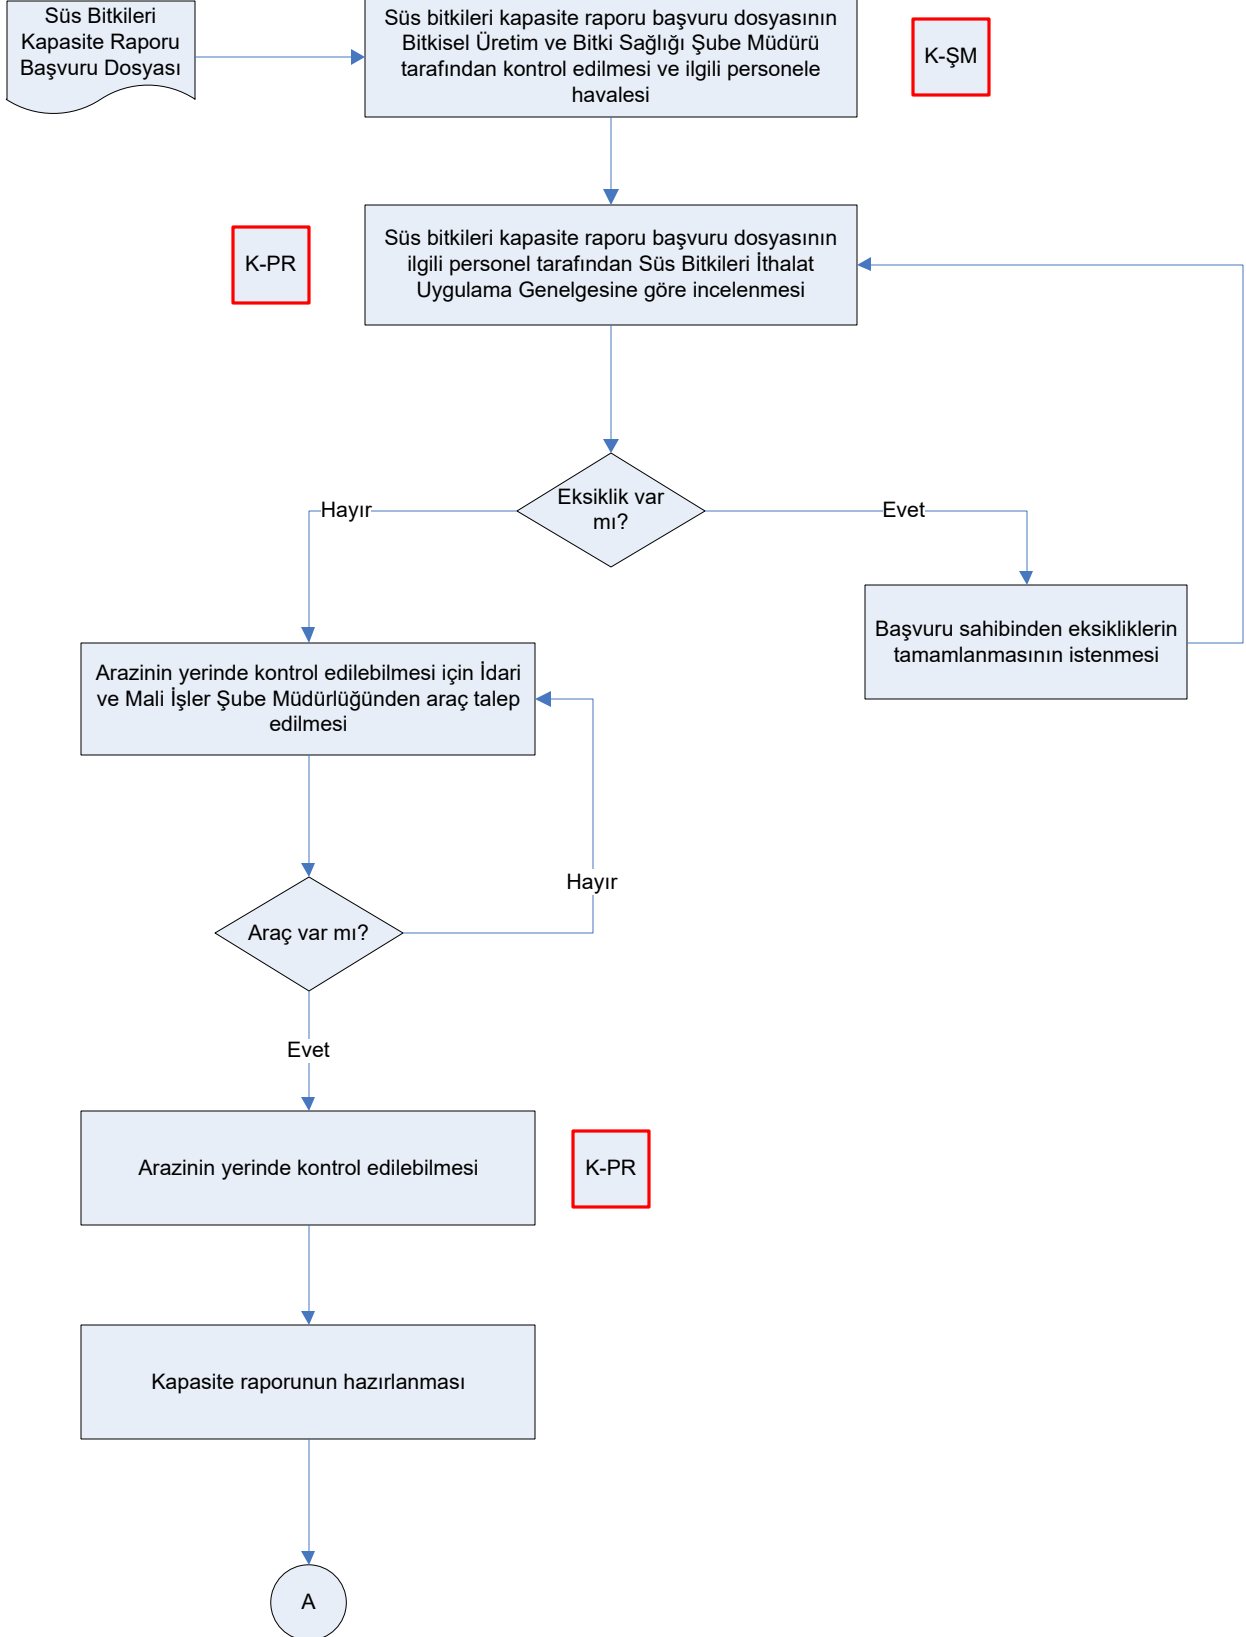 Süs Bitkileri
Kapasite Raporu
Başvuru Dosyası
Süs bitkileri kapasite raporu başvuru dosyasının
Bitkisel Üretim ve Bitki Sağlığı Şube Müdürü
tarafından kontrol edilmesi ve ilgili personele
havalesi
K-ŞM
K-PR
Süs bitkileri kapasite raporu başvuru dosyasının
ilgili personel tarafından Süs Bitkileri İthalat
Uygulama Genelgesine göre incelenmesi
Eksiklik var
mı?
Hayır
Evet
Başvuru sahibinden eksikliklerin
tamamlanmasının istenmesi
Arazinin yerinde kontrol edilebilmesi için İdari
ve Mali İşler Şube Müdürlüğünden araç talep
edilmesi
Hayır
Araç var mı?
Evet
Arazinin yerinde kontrol edilebilmesi
K-PR
Kapasite raporunun hazırlanması
A